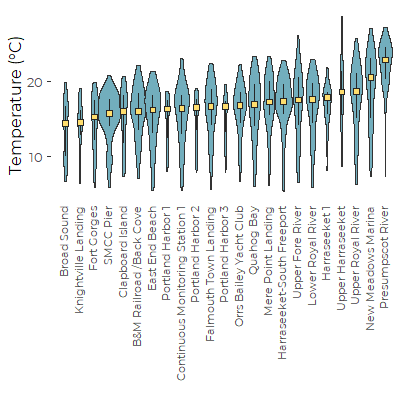 Temperature (°C)
20
10
Broad Sound
Knightville Landing
Fort Gorges
SMCC Pier
Clapboard Island
B&M Railroad /Back Cove
East End Beach
Portland Harbor 1
Continuous Monitoring Station 1
Portland Harbor 2
Falmouth Town Landing
Portland Harbor 3
Orrs Bailey Yacht Club
Quahog Bay
Mere Point Landing
Harraseeket-South Freeport
Upper Fore River
Lower Royal River
Harraseeket 1
Upper Harraseeket
Upper Royal River
New Meadows Marina
Presumpscot River